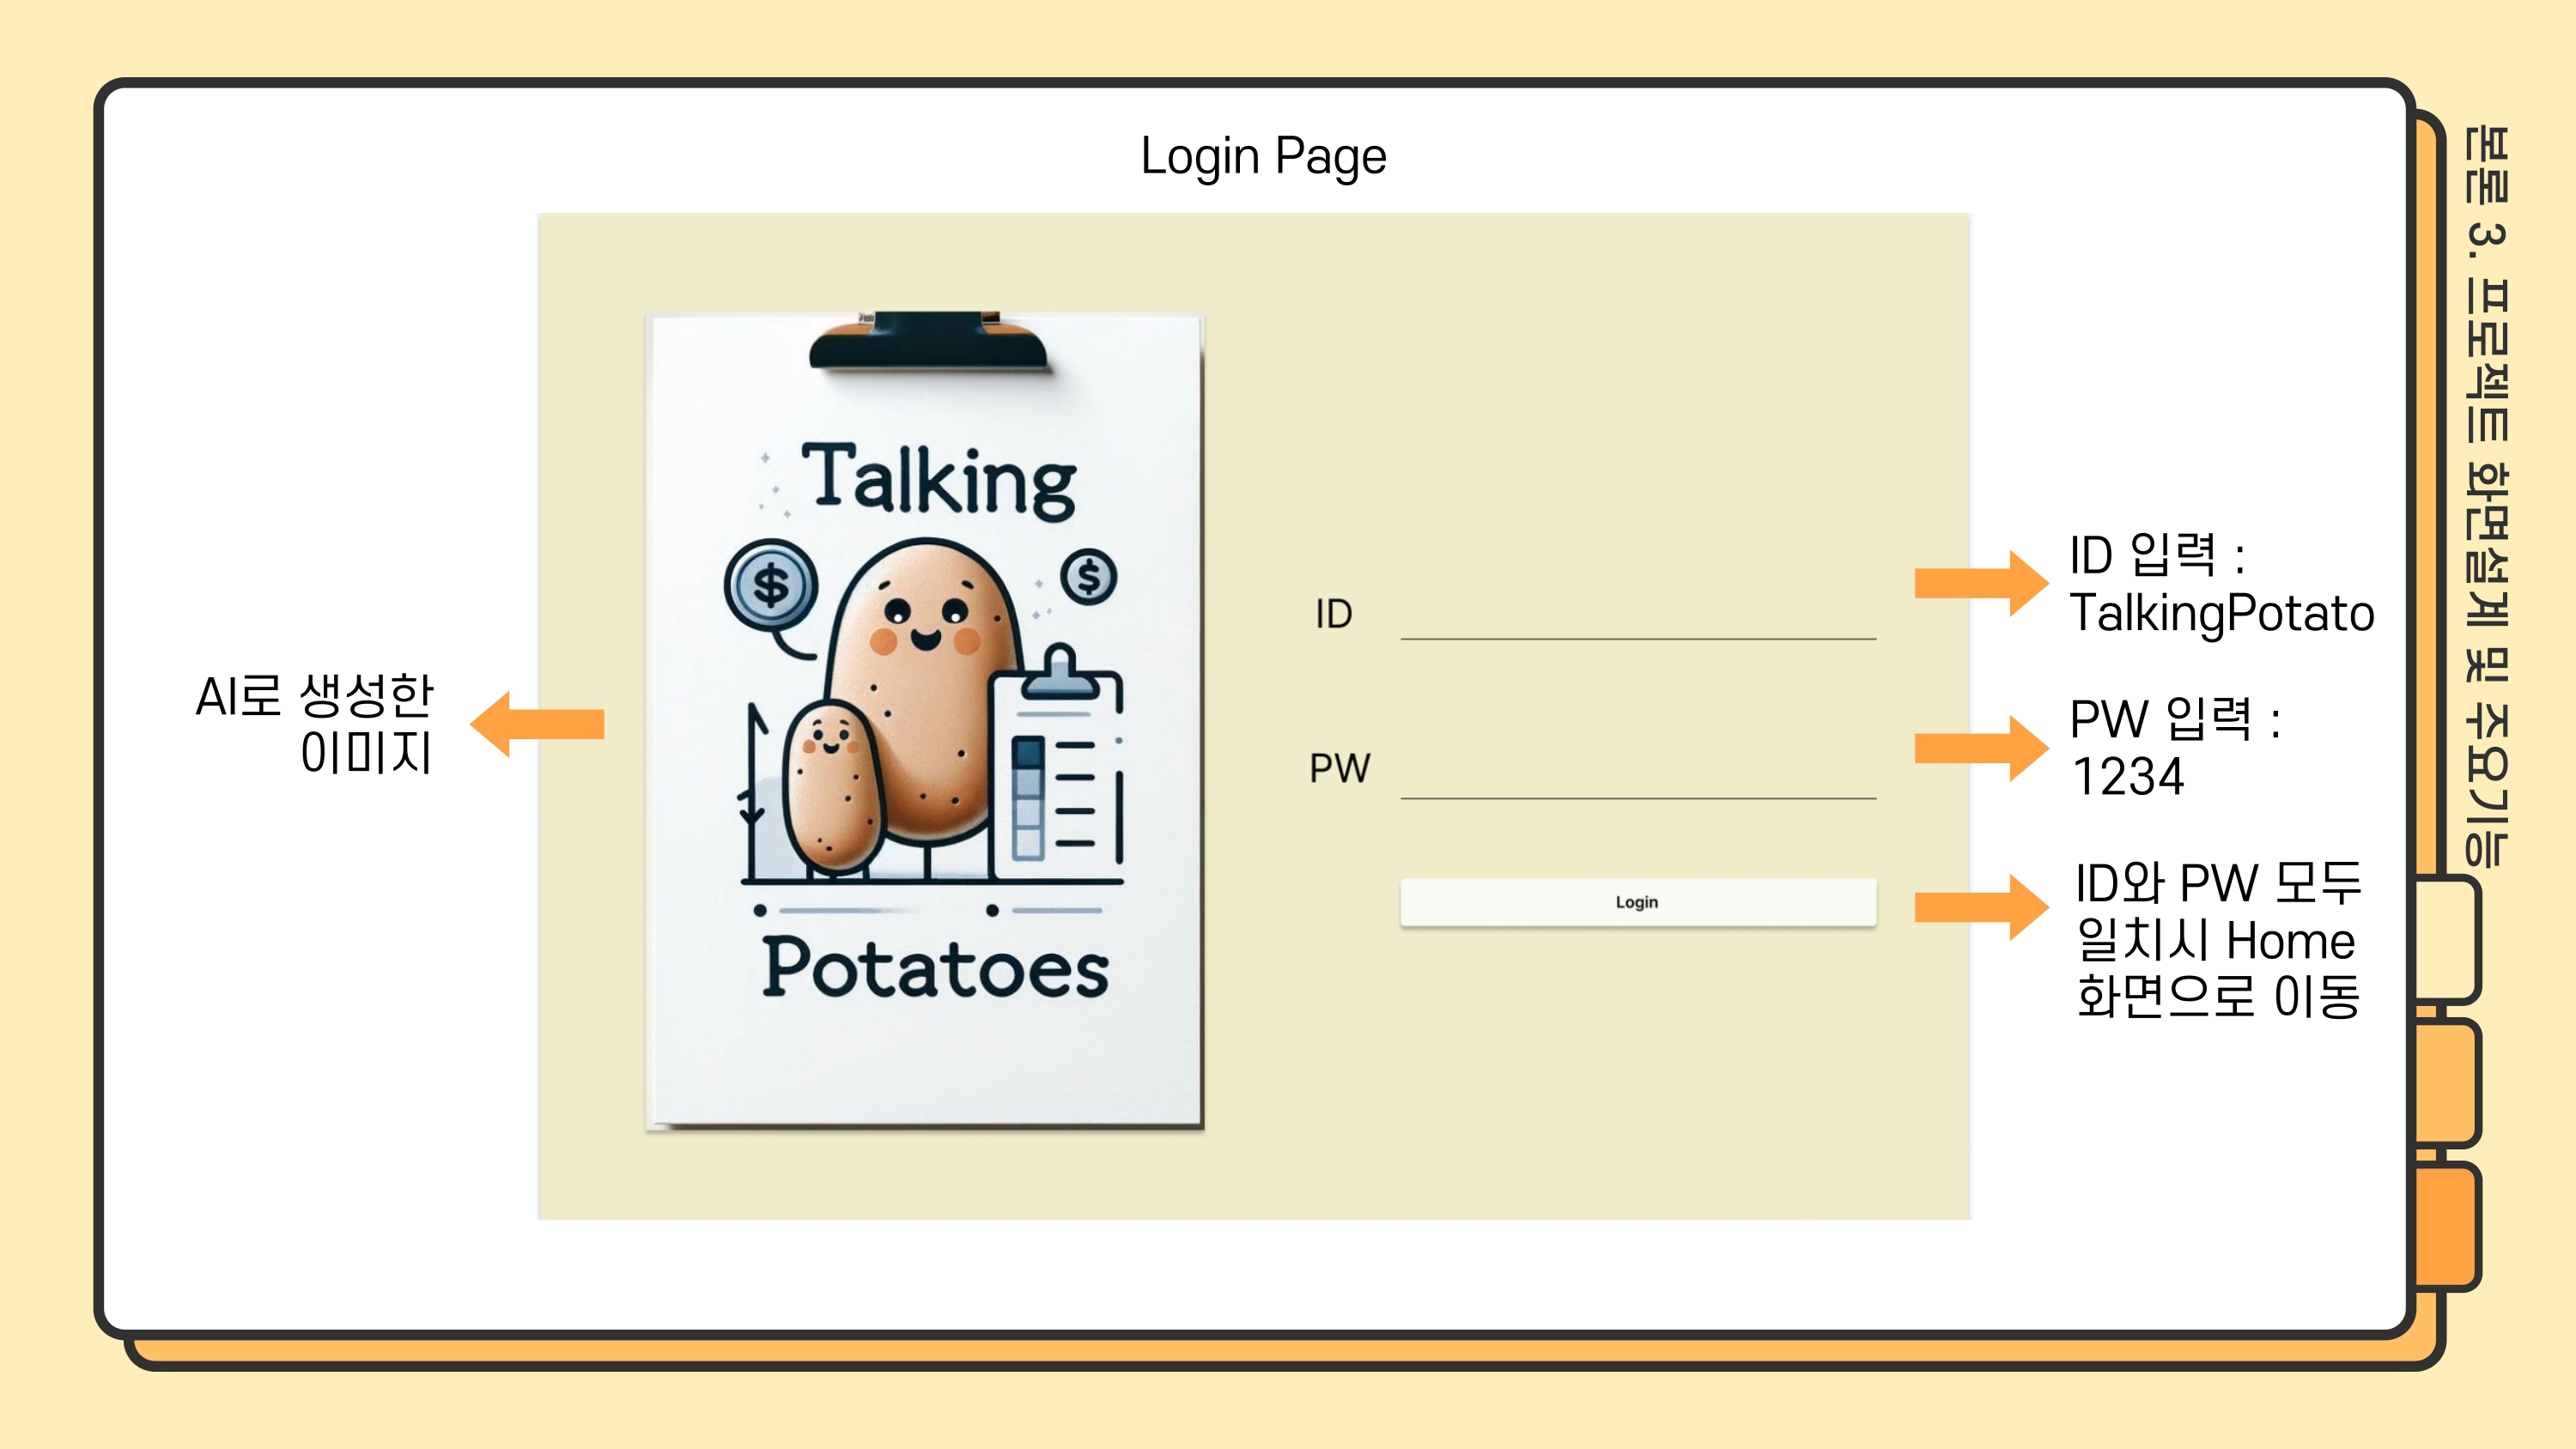 Login Page
본론 3. 프로젝트 화면설계 및 주요기능
AI로 생성한
이미지
Talking
$
$
Potatoes
ID
PW
Login
ID 입력 :
TalkingPotato
PW 입력 :
1234
ID와 PW 모두
일치시 Home
화면으로 이동